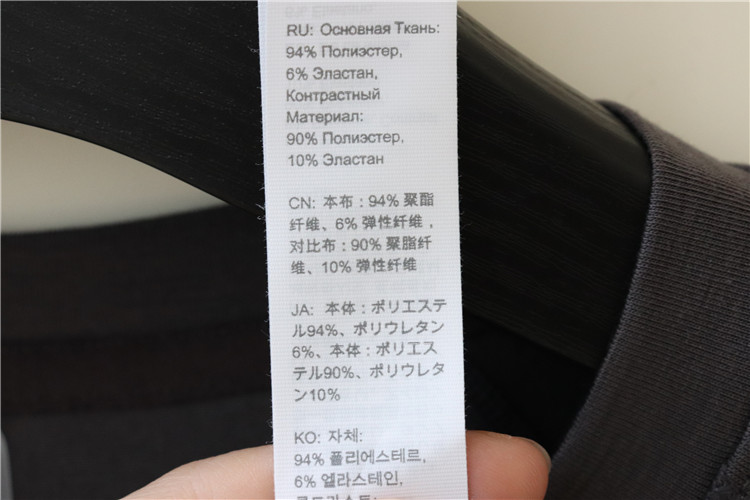 RU: Основная Ткань:
94% Полиэстер,
6% Эластан,
Контрастный
Материал:
90% Полиэстер,
10% Эластан
CN: 本布：94% 聚酯
纤维、6% 弹性纤维，
对比布：90% 聚脂纤
维、10% 弹性纤维
JA: 本体：ポリエステ
ル94%、ポリウレタン
6%、本体：ポリエス
テル90%、ポリウレタ
ン10%
KO: 자체:
94% 폴리에스테르,
6% 엘라스테인,